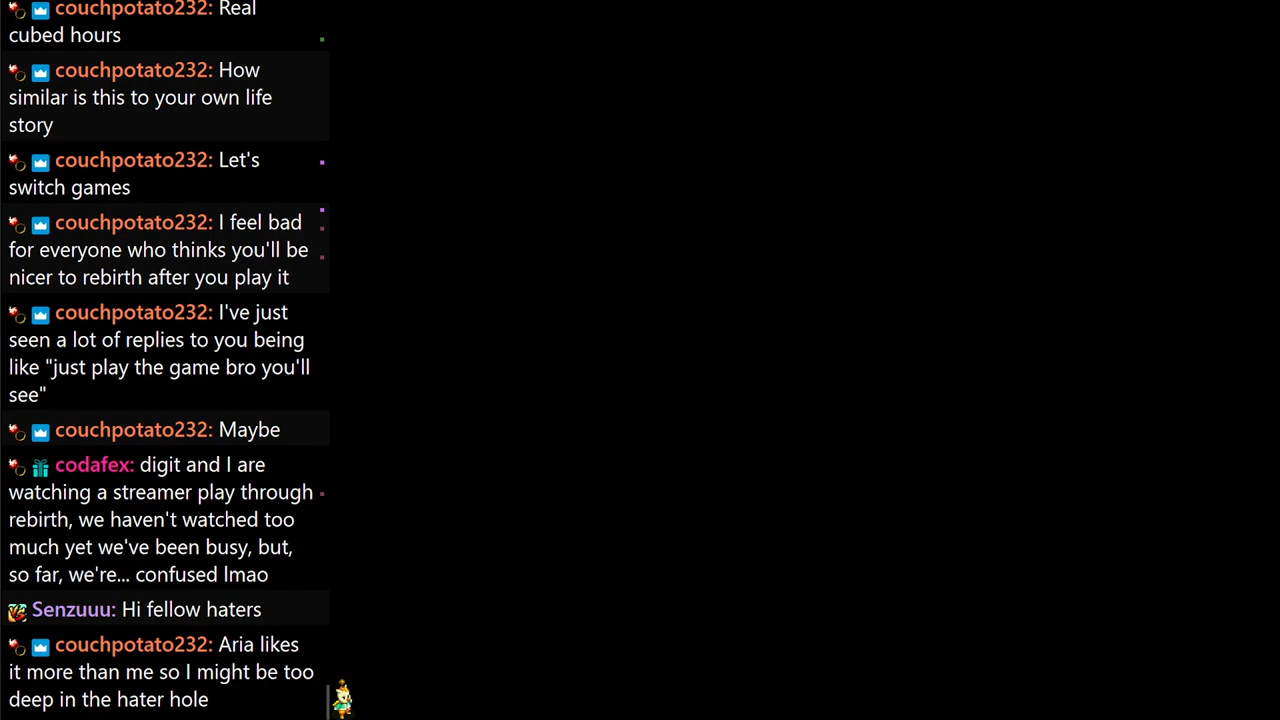 couchpotato232: Real
cubed hours
couchpotato232: How
similar is this to your own life
story
couchpotato232: Let's
switch games
couchpotato232: I feel bad
for everyone who thinks you'll be
nicer to rebirth after you play it
couchpotato232: I've just
seen a lot of replies to you being
like "just play the game bro you'll
see"
couchpotato232: Maybe
codafex: digit and I are
watching a streamer play through
rebirth, we haven't watched too
much yet we've been busy, but,
so far, we're... confused lmao
Senzuuu: Hi fellow haters
couchpotato232: Aria likes
it more than me so I might be too
deep in the hater hole